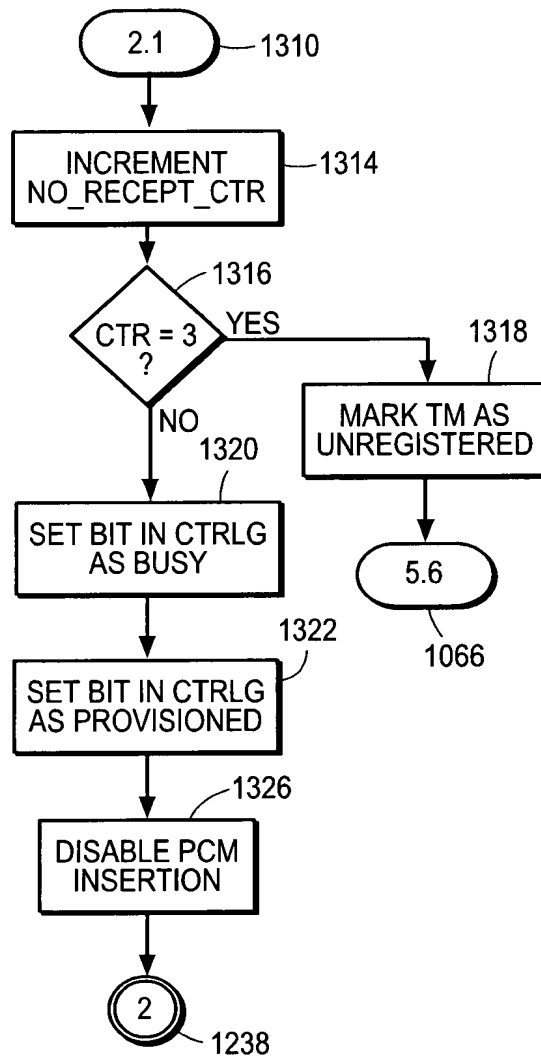 2.1
1310
INCREMENT
NO_RECEPT_CTR
1314
1316
CTR = 3
?
YES
NO
1318
MARK TM AS
UNREGISTERED
5.6
1066
1320
SET BIT IN CTRLG
AS BUSY
1322
SET BIT IN CTRLG
AS PROVISIONED
1326
DISABLE PCM
INSERTION
2
1238